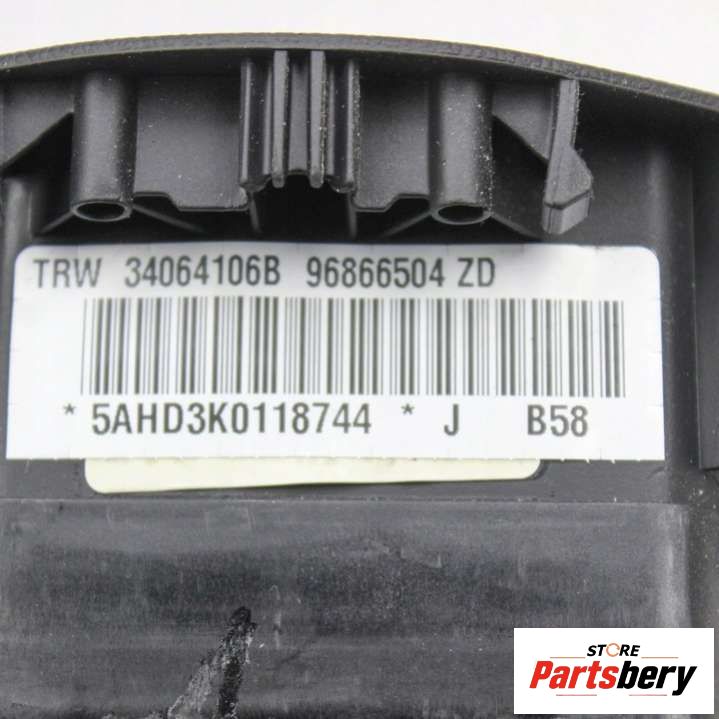 TRW 34064106B 96866504 ZD
* 5AHD3K0118744 * J B58
STORE
Partsbery